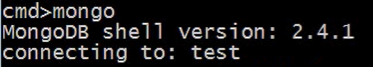 cmd>mongo
MongoDB shell version: 2.4.1
connecting to: test